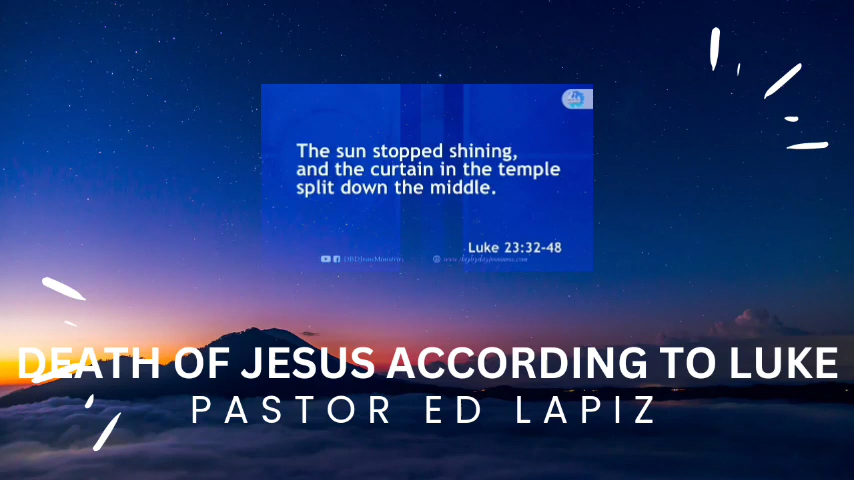 The sun stopped shining,
and the curtain in the temple
split down the middle.
Luke 23:32-48
DEATH OF JESUS ACCORDING TO LUKE
PASTOR ED LAPIZ